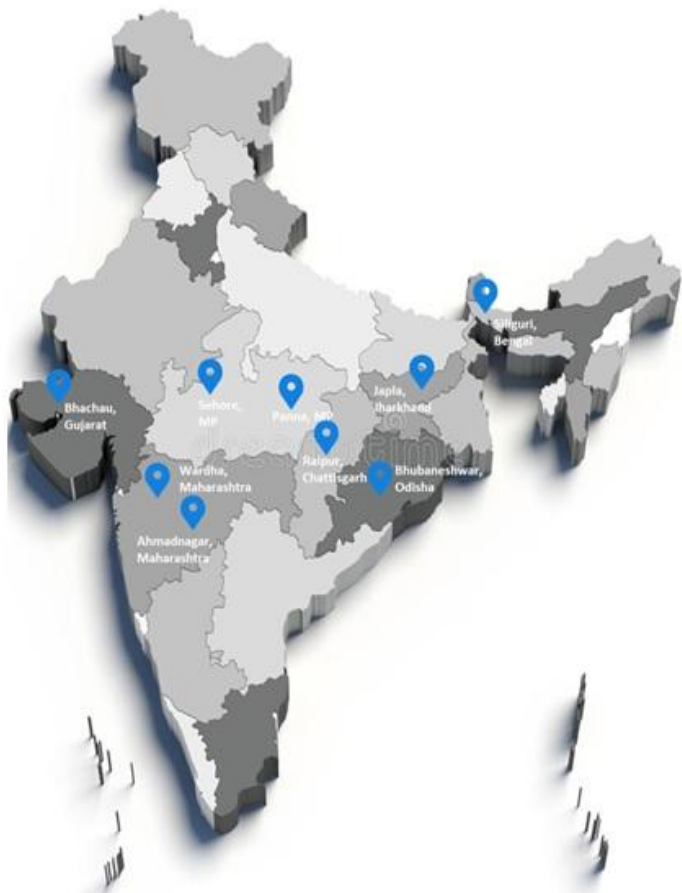 Siliguri,
Bengal
Bhachau,
Gujarat
Sehore,
MP
Panna, MP
Japla,
Jharkhand
Raipur,
Chattisgarh
Bhubaneshwar,
Odisha
Wardha,
Maharashtra
Ahmadnagar,
Maharashtra